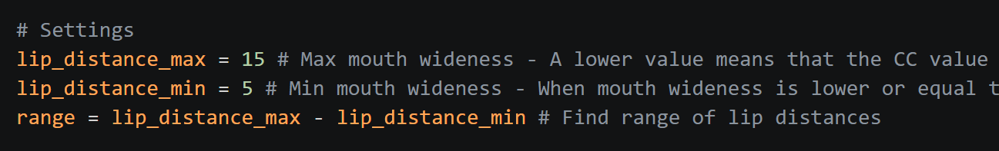 # Settings
lip_distance_max = 15 # Max mouth wideness - A lower value means that the CC value
lip_distance_min = 5 # Min mouth wideness - When mouth wideness is lower or equal
range = lip_distance_max - lip_distance_min # Find range of lip distances